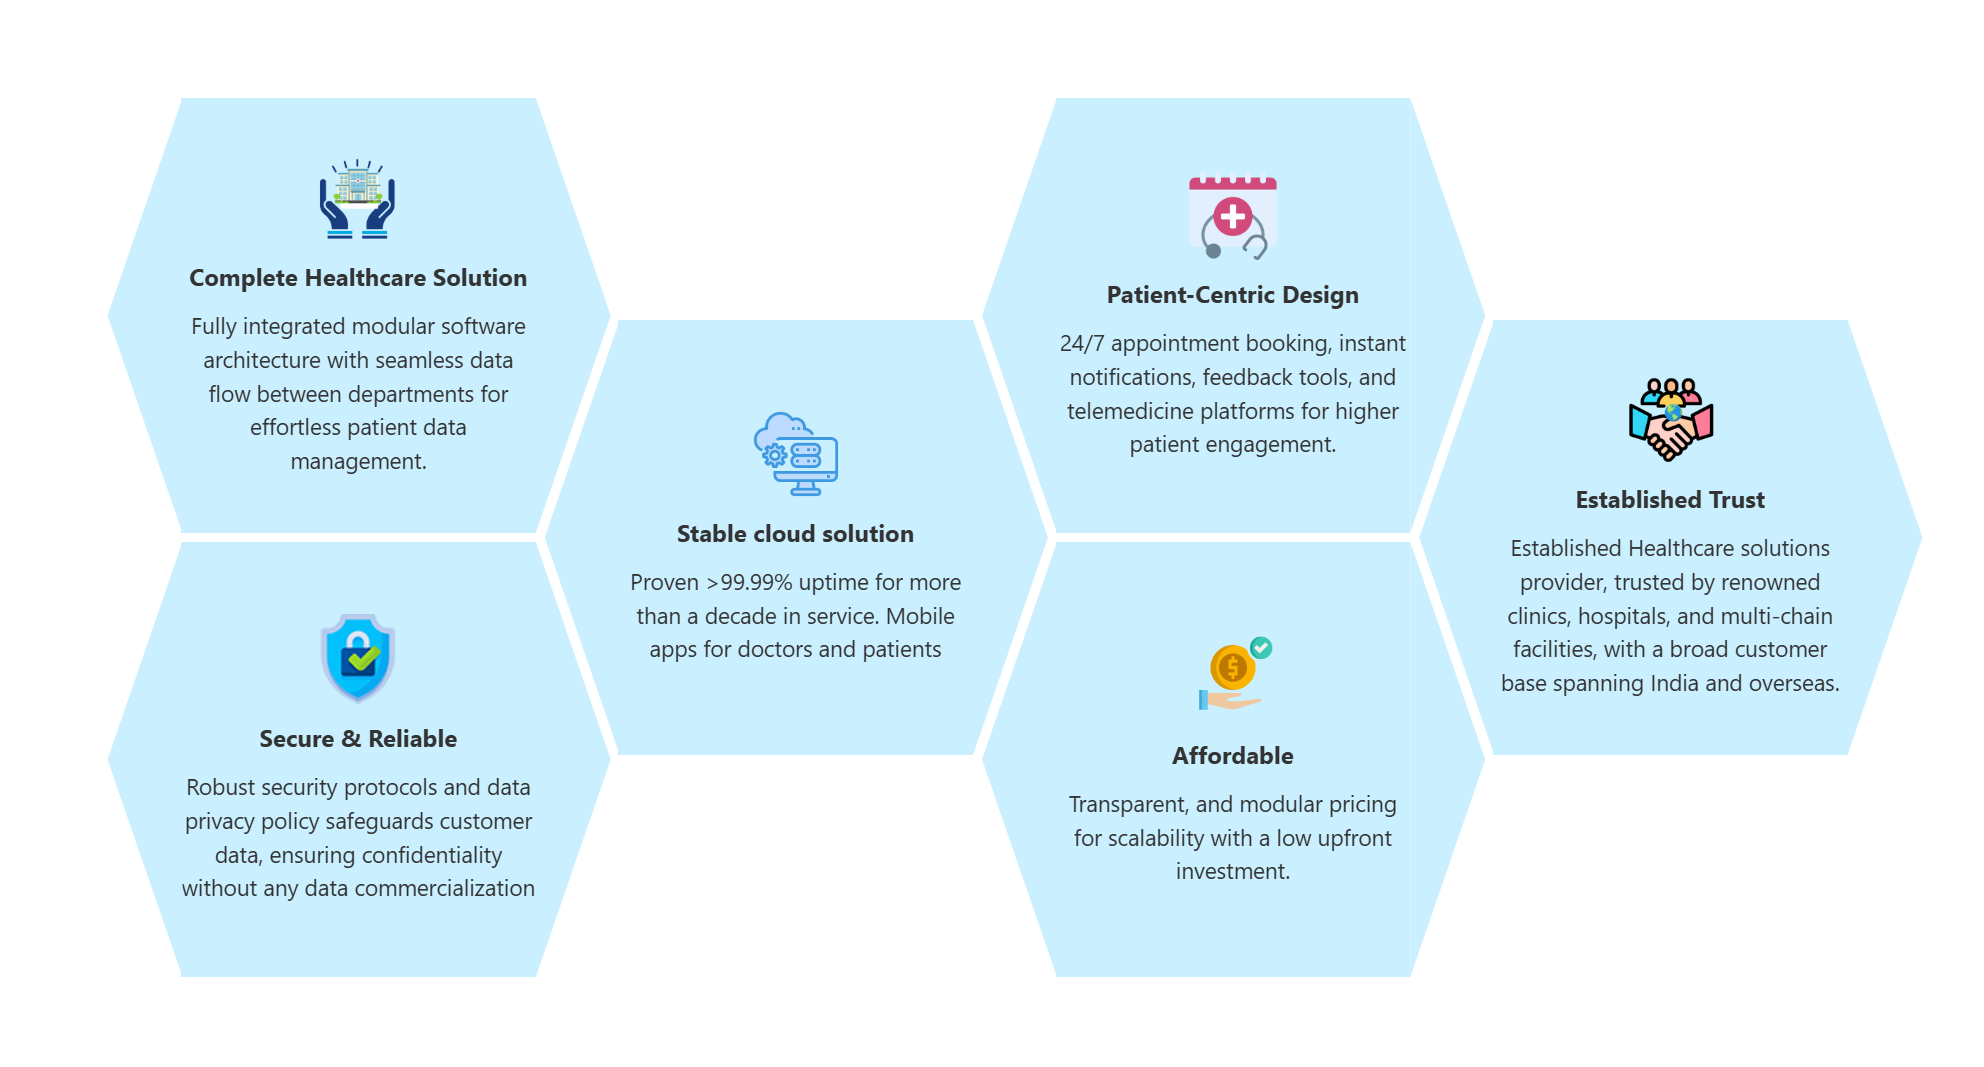 Complete Healthcare Solution
Fully integrated modular software
architecture with seamless data
flow between departments for
effortless patient data
management.
Secure & Reliable
Robust security protocols and data
privacy policy safeguards customer
data, ensuring confidentiality
without any data commercialization
Stable cloud solution
Proven >99.99% uptime for more
than a decade in service. Mobile
apps for doctors and patients
Patient-Centric Design
24/7 appointment booking, instant
notifications, feedback tools, and
telemedicine platforms for higher
patient engagement.
Affordable
Transparent, and modular pricing
for scalability with a low upfront
investment.
Established Trust
Established Healthcare solutions
provider, trusted by renowned
clinics, hospitals, and multi-chain
facilities, with a broad customer
base spanning India and overseas.